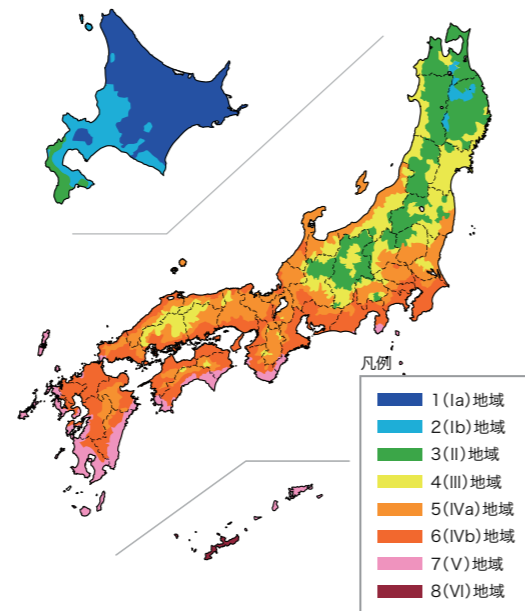 凡例
1(Ia)地域
2(Ib)地域
3(II)地域
4(III)地域
5(IVa)地域
6(IVb)地域
7(V)地域
8(VI)地域